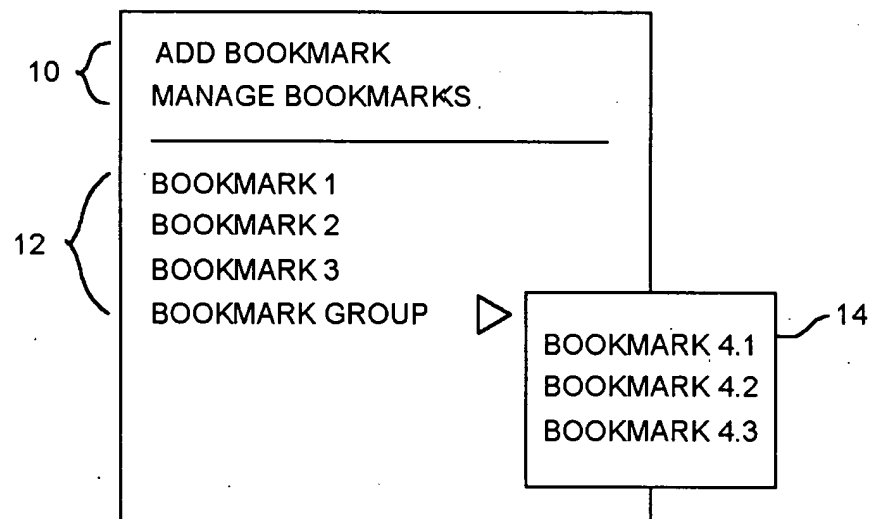 10
ADD BOOKMARK
MANAGE BOOKMARKS
12
BOOKMARK 1
BOOKMARK 2
BOOKMARK 3
BOOKMARK GROUP
14
BOOKMARK 4.1
BOOKMARK 4.2
BOOKMARK 4.3